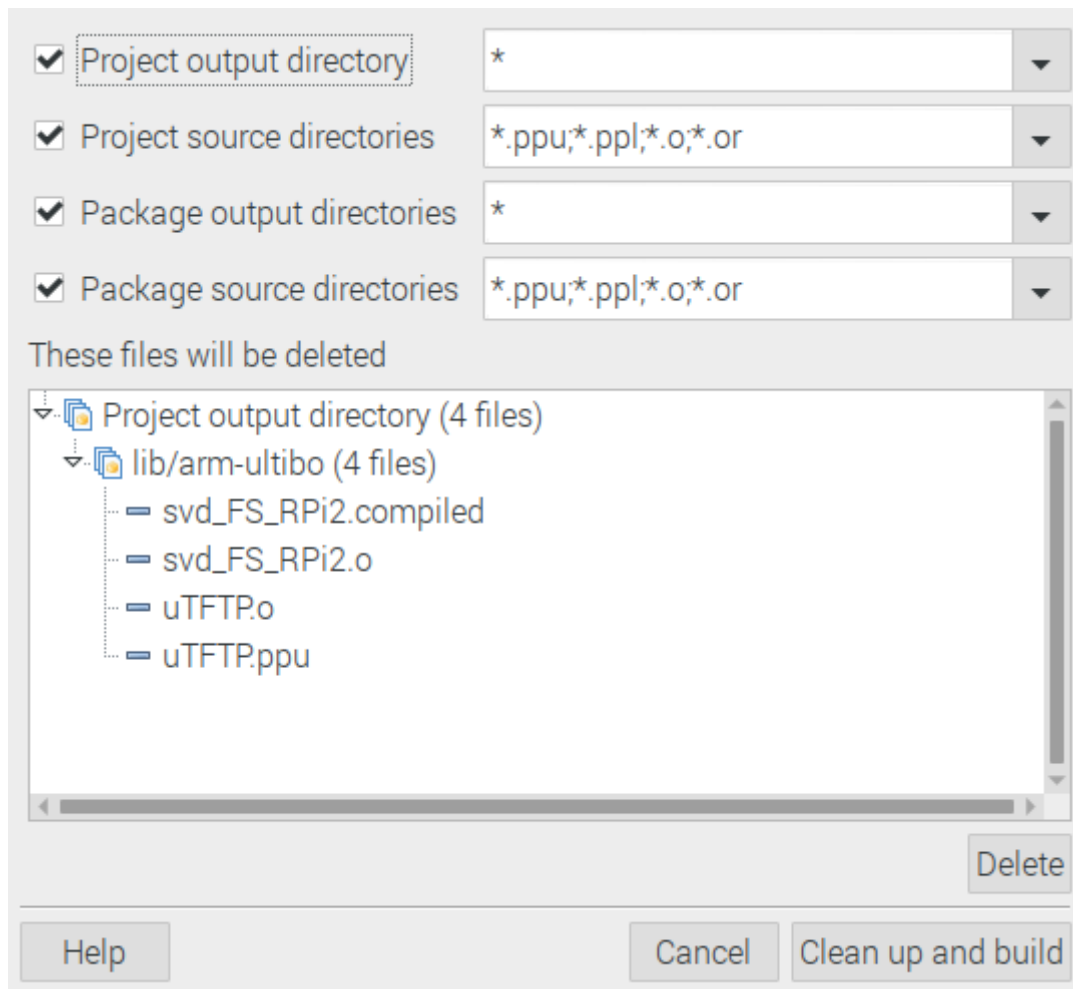 Project output directory *
Project source directories *.ppu;*.ppl;*.o;*.or
Package output directories *
Package source directories *.ppu;*.ppl;*.o;*.or
These files will be deleted
Project output directory (4 files)
lib/arm-ultibo (4 files)
svd_FS_RPi2.compiled
svd_FS_RPi2.o
uTFTP.o
uTFTP.ppu
Delete
Help Cancel Clean up and build